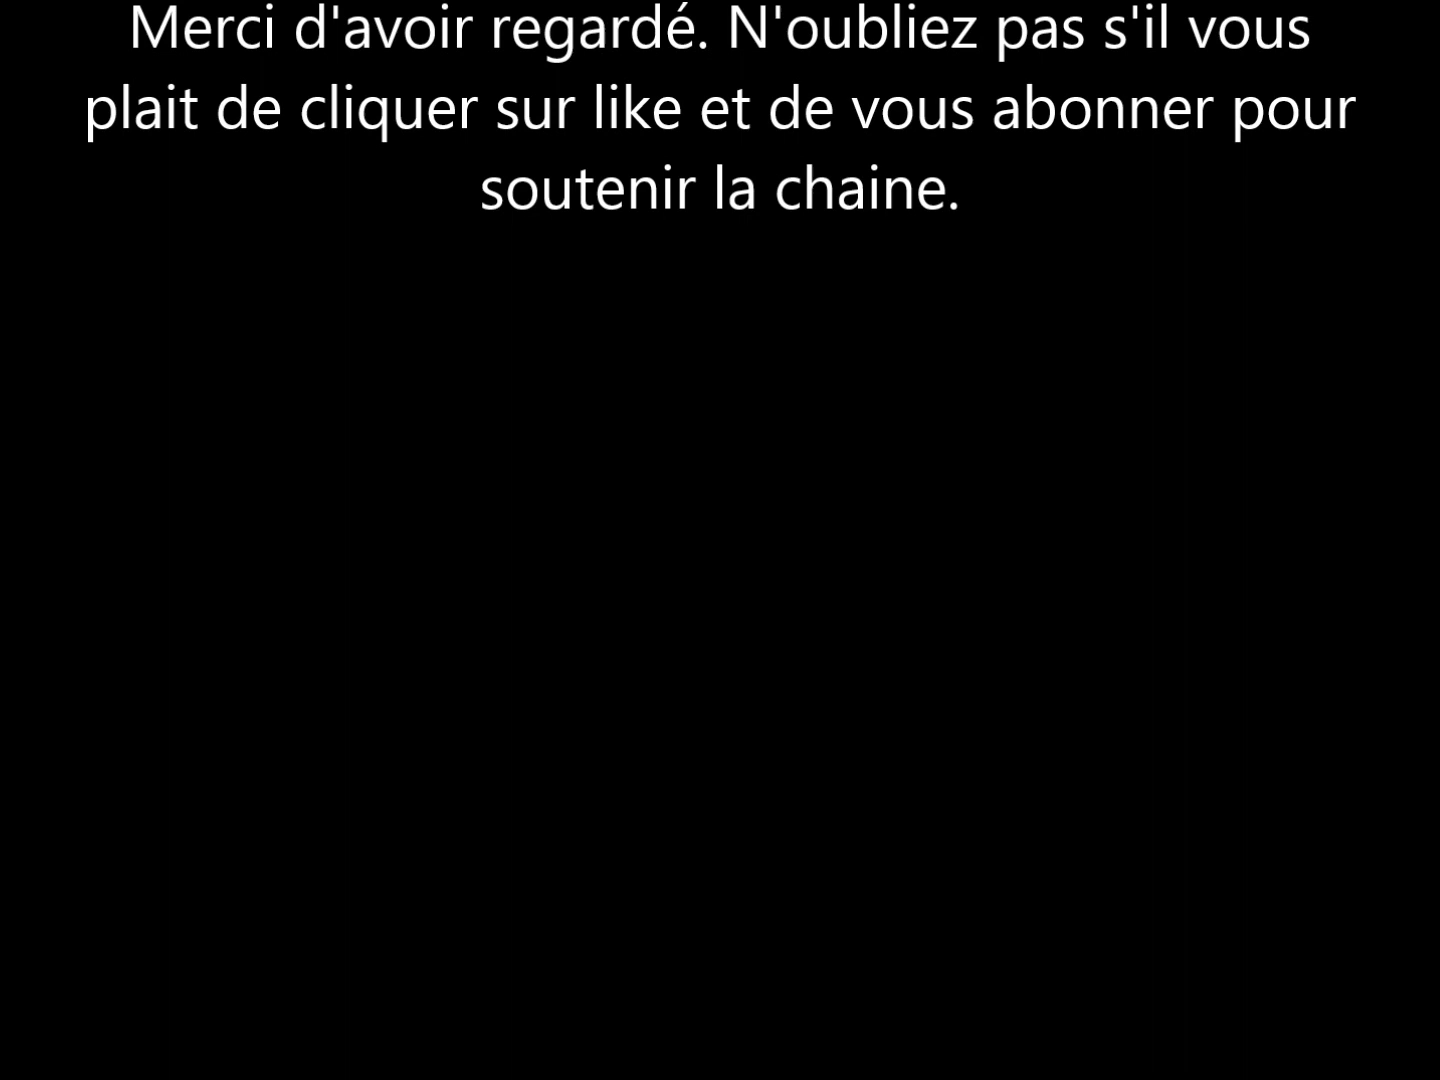 Merci d'avoir regardé. N'oubliez pas s'il vous
plait de cliquer sur like et de vous abonner pour
soutenir la chaine.